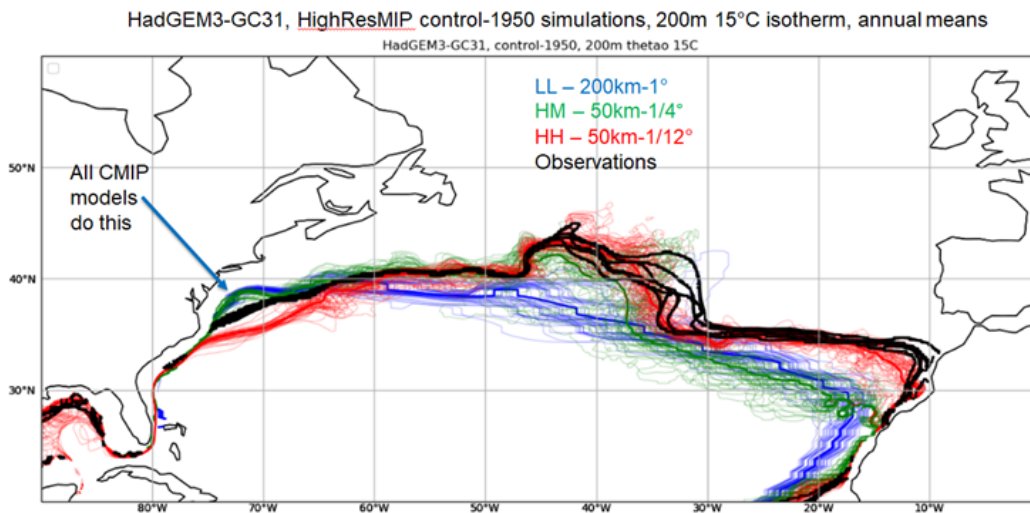 HadGEM3-GC31, HighResMIP control-1950 simulations, 200m 15°C isotherm, annual means
HadGEM3-GC31, control-1950, 200m thetao 15C
LL – 200km-1°
HM – 50km-1/4°
HH – 50km-1/12°
Observations
All CMIP
models
do this
50°N
40°N
30°N
80°W 70°W 60°W 50°W 40°W 30°W 20°W 10°W